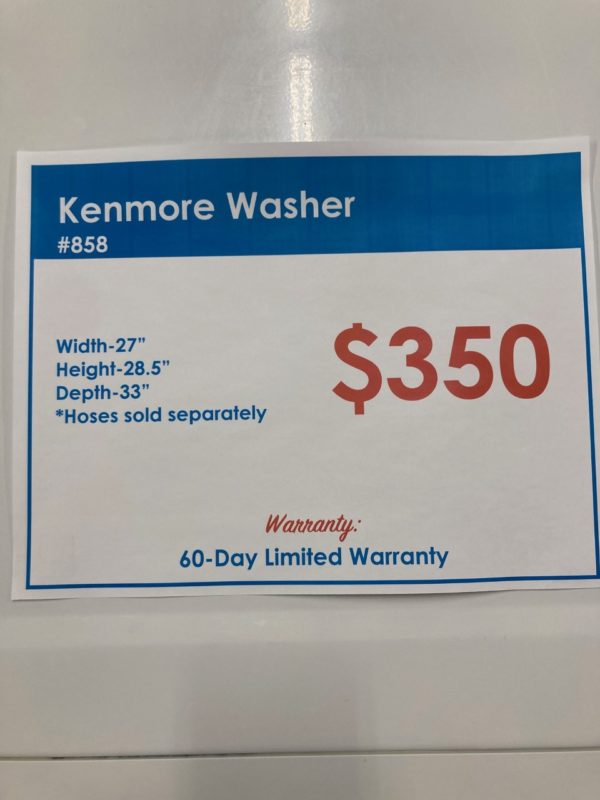 Kenmore Washer
#858
Width-27”
Height-28.5”
Depth-33”
*Hoses sold separately
$350
Warranty:
60-Day Limited Warranty